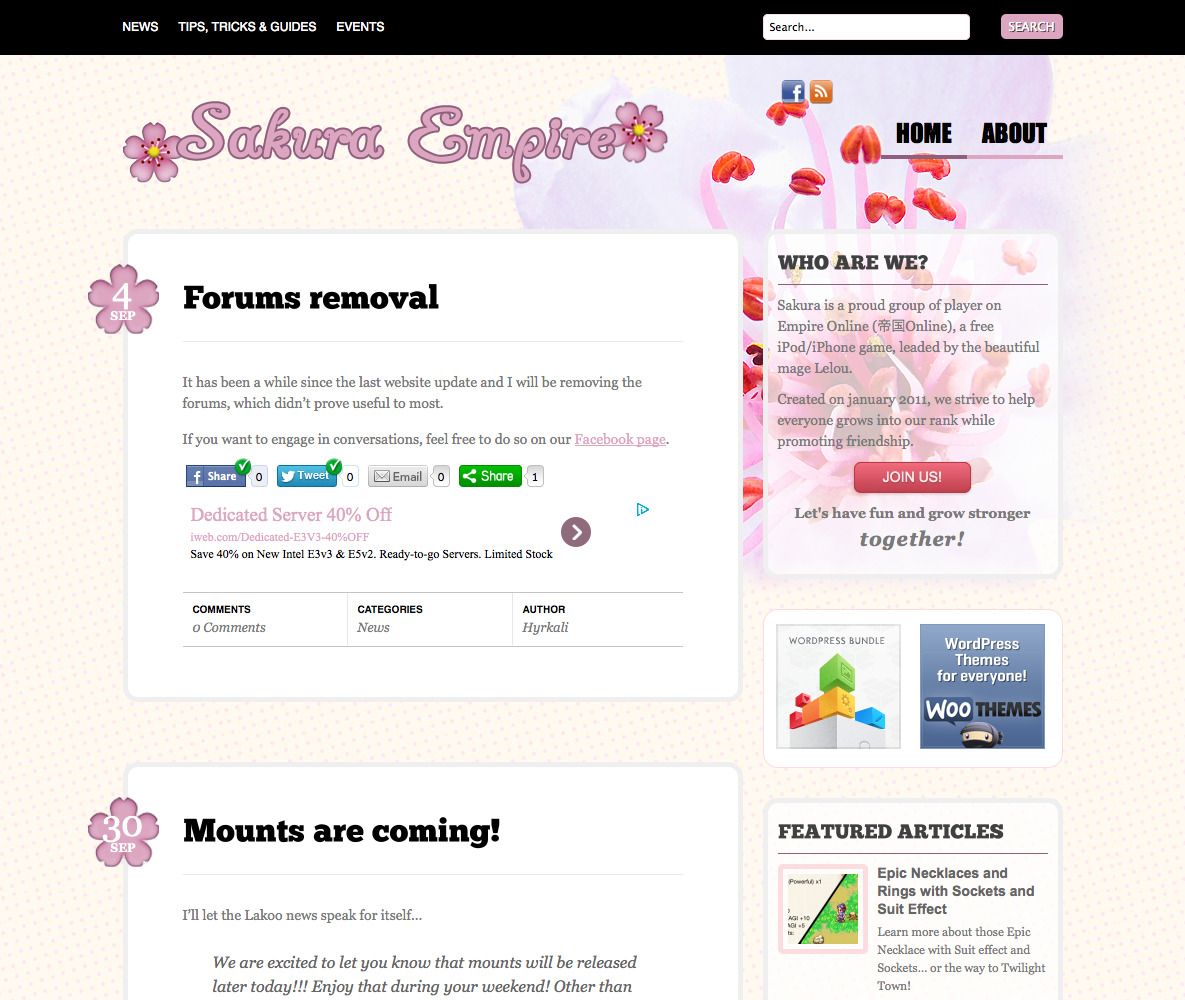 NEWS TIPS, TRICKS & GUIDES EVENTS
Search... SEARCH
Sakura Empire
HOME ABOUT
4
SEP
Forums removal
It has been a while since the last website update and I will be removing the
forums, which didn't prove useful to most.
If you want to engage in conversations, feel free to do so on our Facebook page.
Share 0 Tweet 0 Email 0 Share 1
Dedicated Server 40% Off
iweb.com/Dedicated-E3V3-40%OFF
Save 40% on New Intel E3v3 & E5v2. Ready-to-go Servers. Limited Stock
COMMENTS CATEGORIES AUTHOR
0 Comments News Hyrkali
30
SEP
Mounts are coming!
I'll let the Lakoo news speak for itself...
We are excited to let you know that mounts will be released
later today!!! Enjoy that during your weekend! Other than
WHO ARE WE?
Sakura is a proud group of player on
Empire Online (帝国Online), a free
iPod/iPhone game, leaded by the beautiful
mage Lelou.
Created on january 2011, we strive to help
everyone grows into our rank while
promoting friendship.
JOIN US!
Let's have fun and grow stronger
together!
WORDPRESS BUNDLE
WordPress
Themes
for everyone!
WOO THEMES
FEATURED ARTICLES
(Powerful) x1
AGI +10
AGI +5
Epic Necklaces and
Rings with Sockets and
Suit Effect
Learn more about those Epic
Necklace with Suit effect and
Sockets... or the way to Twilight
Town!